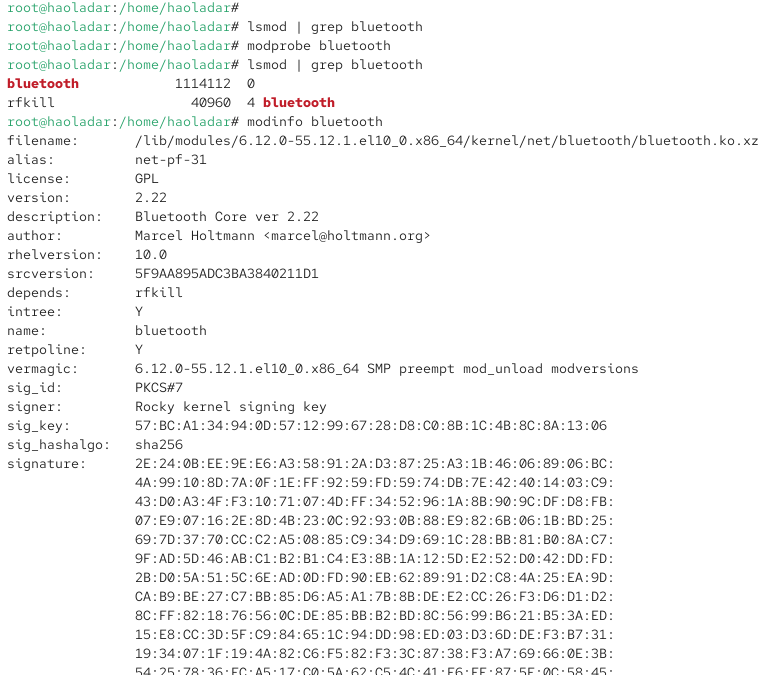 root@haoladar:/home/haoladar#
root@haoladar:/home/haoladar# lsmod | grep bluetooth
root@haoladar:/home/haoladar# modprobe bluetooth
root@haoladar:/home/haoladar# lsmod | grep bluetooth
bluetooth            1114112  0
rfkill                 40960  4 bluetooth
root@haoladar:/home/haoladar# modinfo bluetooth
filename:       /lib/modules/6.12.0-55.12.1.el10_0.x86_64/kernel/net/bluetooth/bluetooth.ko.xz
alias:          net-pf-31
license:        GPL
version:        2.22
description:    Bluetooth Core ver 2.22
author:         Marcel Holtmann <marcel@holtmann.org>
rhelversion:    10.0
srcversion:     5F9AA895ADC3BA3840211D1
depends:        rfkill
intree:         Y
name:           bluetooth
retpoline:      Y
vermagic:       6.12.0-55.12.1.el10_0.x86_64 SMP preempt mod_unload modversions
sig_id:         PKCS#7
signer:         Rocky kernel signing key
sig_key:        57:BC:A1:34:94:0D:57:12:99:67:28:D8:C0:8B:1C:4B:8C:8A:13:06
sig_hashalgo:   sha256
signature:      2E:24:0B:EE:9E:E6:A3:58:91:2A:D3:87:25:A3:1B:46:06:89:06:BC:
                4A:99:10:8D:7A:0F:1E:FF:92:59:FD:59:74:DB:7E:42:40:14:03:C9:
                43:D0:A3:4F:F3:10:71:07:4D:FF:34:52:96:1A:8B:90:9C:DF:D8:FB:
                07:E9:07:16:2E:8D:4B:23:0C:92:93:0B:88:E9:82:6B:06:1B:BD:25:
                69:7D:37:70:CC:C2:A5:08:85:C9:34:D9:69:1C:28:BB:81:B0:8A:C7:
                9F:AD:5D:46:AB:C1:B2:B1:C4:E3:8B:1A:12:5D:E2:52:D0:42:DD:FD:
                2B:D0:5A:51:5C:6E:AD:0D:FD:90:EB:62:89:91:D2:C8:4A:25:EA:9D:
                CA:B9:BE:27:C7:BB:85:D6:A5:A1:7B:8B:DE:E2:CC:26:F3:D6:D1:D2:
                8C:FF:82:18:76:56:0C:DE:85:BB:B2:BD:8C:56:99:B6:21:B5:3A:ED:
                15:E8:CC:3D:5F:C9:84:65:1C:94:DD:98:ED:03:D3:6D:DE:F3:B7:31:
                19:34:07:1F:19:4A:82:C6:F5:82:F3:3C:87:38:F3:A7:69:66:0E:3B:
                54:25:78:36:FC:A5:17:C0:5A:62:C5:4C:41:F6:FF:87:5F:0C:58:45: